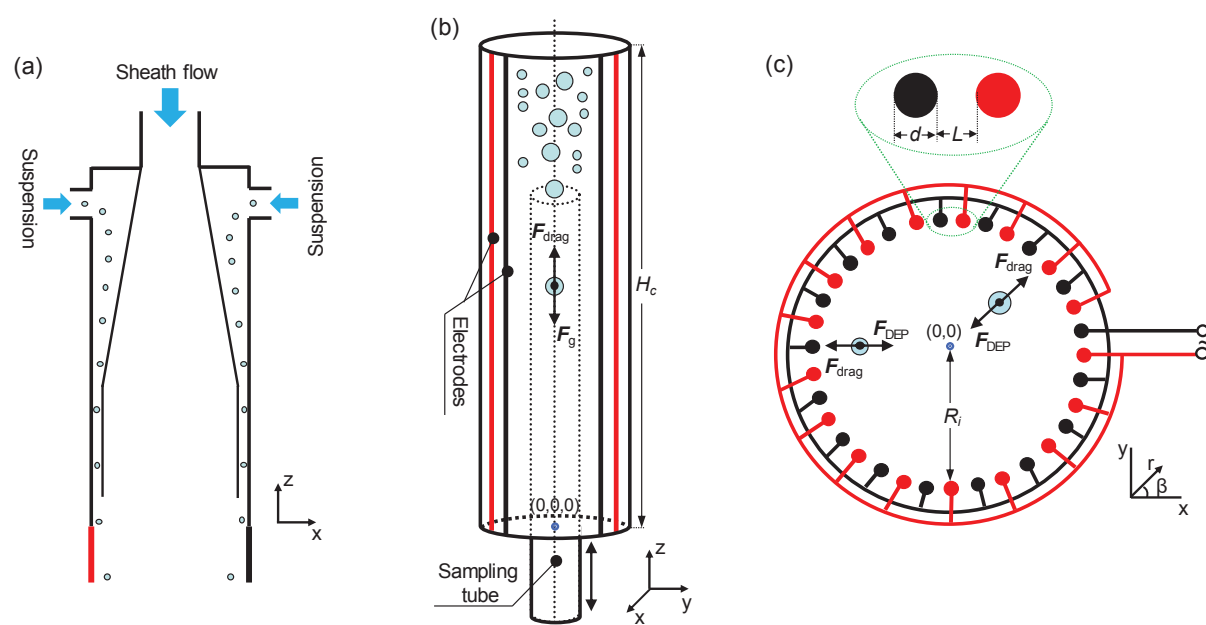 (a)
Sheath flow
Suspension
Suspension
z
x
(b)
F_drag
F_g
H_c
Electrodes
(0,0,0)
Sampling
tube
z
y
x
(c)
d
L
F_drag
F_DEP
(0,0)
F_DEP
F_drag
R_i
y
r
β
x